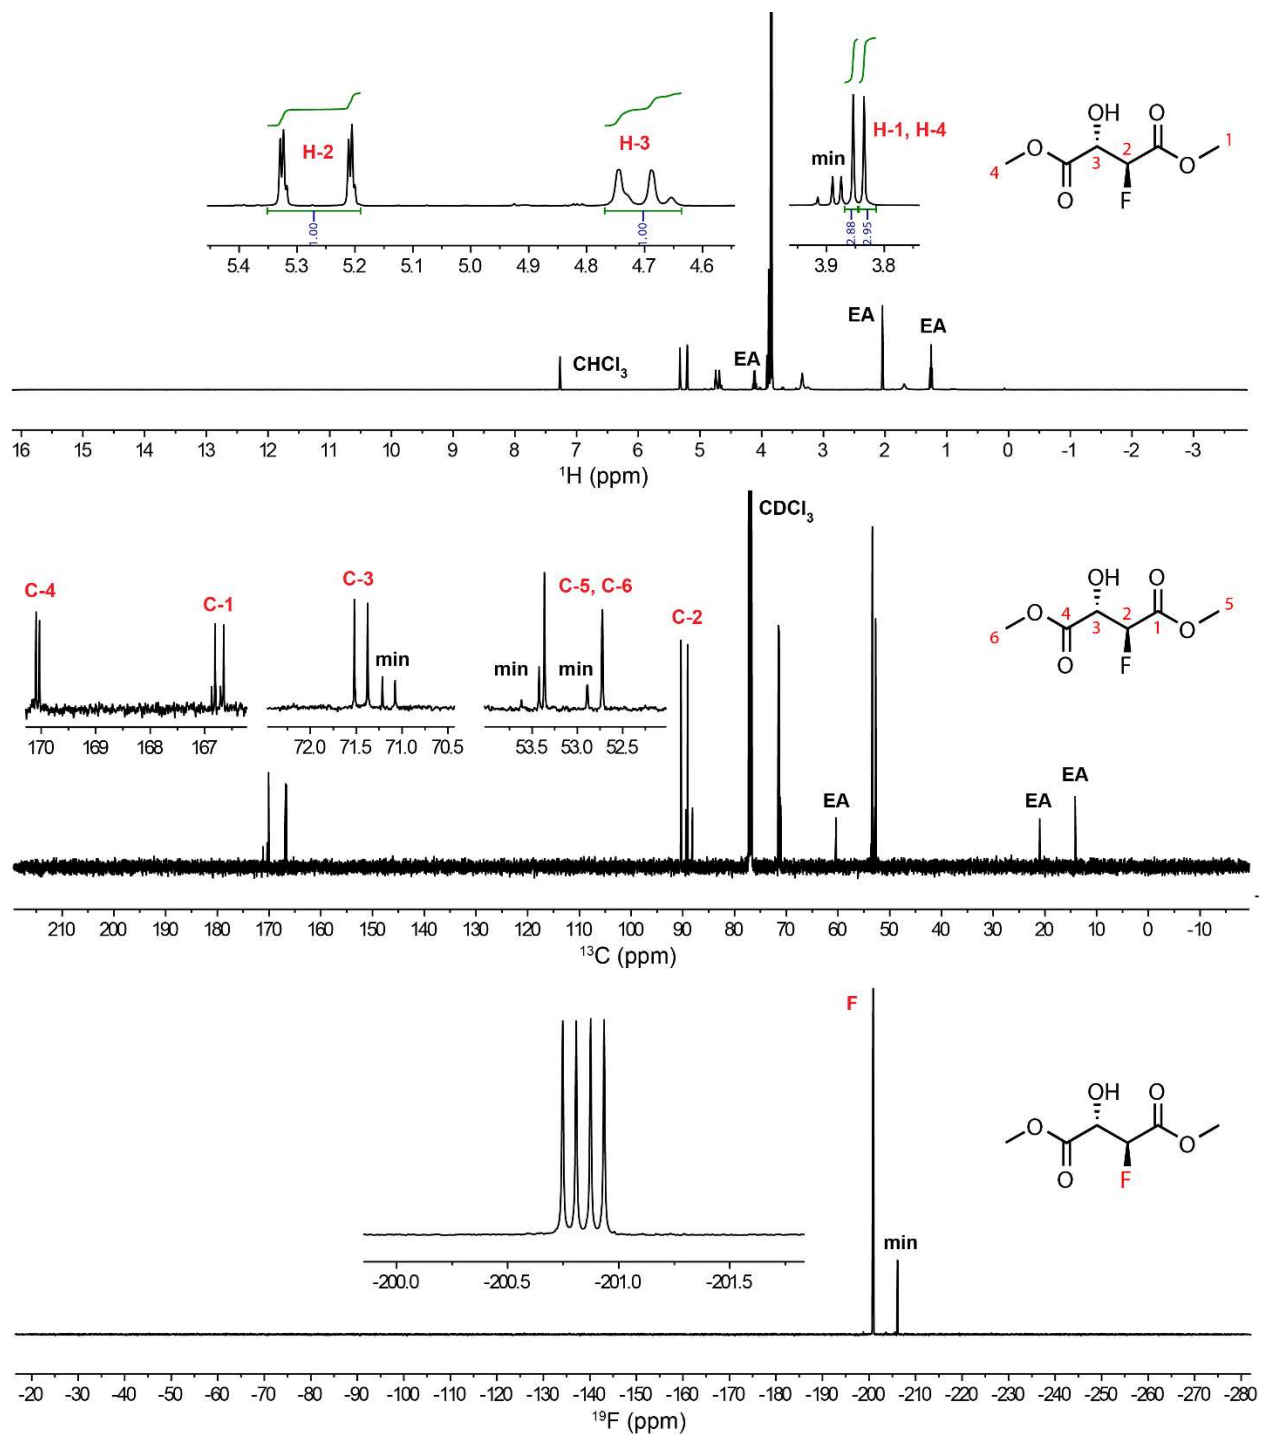 H-2
H-3
H-1, H-4
min
1.00
1.00
2.88
2.95
5.4 5.3 5.2 5.1 5.0 4.9 4.8 4.7 4.6
3.9 3.8
OH O
4 O 3 2 O 1
O F
CHCl3
EA
EA
EA
16 15 14 13 12 11 10 9 8 7 6 5 4 3 2 1 0 -1 -2 -3
1H (ppm)
CDCl3
C-4
C-1
C-3
min
C-5, C-6
min
min
C-2
170 169 168 167
72.0 71.5 71.0 70.5
53.5 53.0 52.5
OH O
6 O 4 3 2 1 O 5
O F
EA
EA
EA
210 200 190 180 170 160 150 140 130 120 110 100 90 80 70 60 50 40 30 20 10 0 -10
13C (ppm)
F
min
-200.0 -200.5 -201.0 -201.5
OH O
O O
O F
-20 -30 -40 -50 -60 -70 -80 -90 -100 -110 -120 -130 -140 -150 -160 -170 -180 -190 -200 -210 -220 -230 -240 -250 -260 -270 -280
19F (ppm)